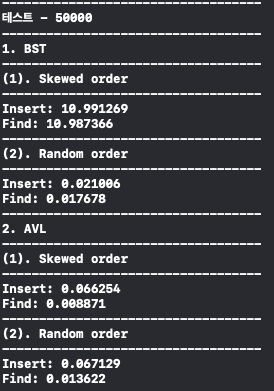 ------------------------------------
테스트 - 50000
------------------------------------
1. BST
------------------------------------
(1). Skewed order
------------------------------------
Insert: 10.991269
Find: 10.987366
------------------------------------
(2). Random order
------------------------------------
Insert: 0.021006
Find: 0.017678
------------------------------------
2. AVL
------------------------------------
(1). Skewed order
------------------------------------
Insert: 0.066254
Find: 0.008871
------------------------------------
(2). Random order
------------------------------------
Insert: 0.067129
Find: 0.013622